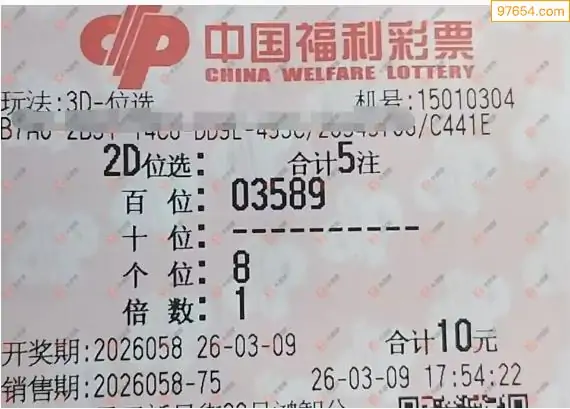 97654.com
中国福利彩票
CHINA WELFARE LOTTERY
玩法:3D-位选 机号:15010304
/C441E
2D位选: 合计5注
百 位: 03589
十 位: ----------
个 位: 8
倍 数: 1
开奖期:2026058 26-03-09 合计10元
销售期:2026058-75 26-03-09 17:54:22